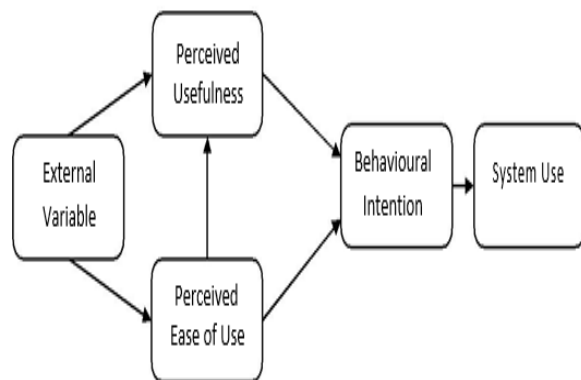 Perceived
Usefulness
External
Variable
Behavioural
Intention
System Use
Perceived
Ease of Use